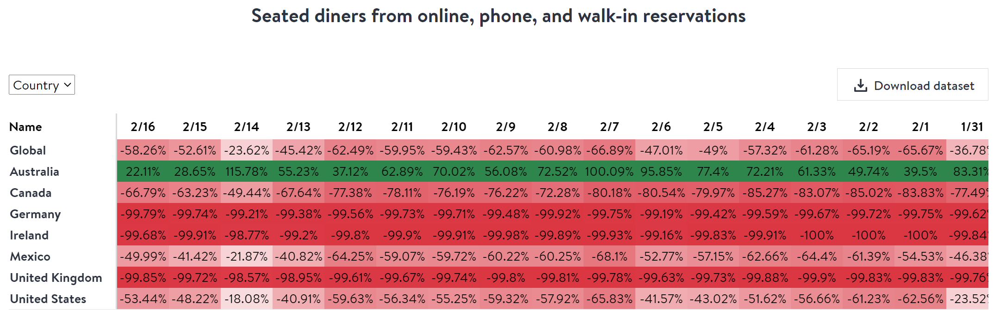 Seated diners from online, phone, and walk-in reservations
Country
Download dataset
Name 2/16 2/15 2/14 2/13 2/12 2/11 2/10 2/9 2/8 2/7 2/6 2/5 2/4 2/3 2/2 2/1 1/31
Global -58.26% -52.61% -23.62% -45.42% -62.49% -59.95% -59.43% -62.57% -60.98% -66.89% -47.01% -49% -57.32% -61.28% -65.19% -65.67% -36.78%
Australia 22.11% 28.65% 115.78% 55.23% 37.12% 62.89% 70.02% 56.08% 72.52% 100.09% 95.85% 77.4% 72.21% 61.33% 49.74% 39.5% 83.31%
Canada -66.79% -63.23% -49.44% -67.64% -77.38% -78.11% -76.19% -76.22% -72.28% -80.18% -80.54% -79.97% -85.27% -83.07% -85.02% -83.83% -77.49%
Germany -99.79% -99.74% -99.21% -99.38% -99.56% -99.73% -99.71% -99.48% -99.92% -99.75% -99.19% -99.42% -99.59% -99.67% -99.72% -99.75% -99.62%
Ireland -99.68% -99.91% -98.77% -99.2% -99.8% -99.9% -99.91% -99.98% -99.89% -99.93% -99.16% -99.83% -99.91% -100% -100% -100% -99.84%
Mexico -49.99% -41.42% -21.87% -40.82% -64.25% -59.07% -59.72% -60.22% -60.25% -68.1% -52.77% -57.15% -62.66% -64.4% -61.39% -54.53% -46.38%
United Kingdom -99.85% -99.72% -98.57% -98.95% -99.61% -99.67% -99.74% -99.8% -99.81% -99.78% -99.63% -99.73% -99.88% -99.9% -99.83% -99.83% -99.76%
United States -53.44% -48.22% -18.08% -40.91% -59.63% -56.34% -55.25% -59.32% -57.92% -65.83% -41.57% -43.02% -51.62% -56.66% -61.23% -62.56% -23.52%